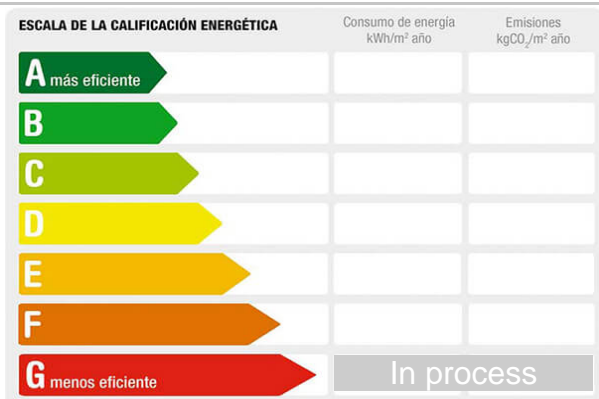 ESCALA DE LA CALIFICACIÓN ENERGÉTICA
Consumo de energía
kWh/m² año
Emisiones
kgCO₂/m² año
A más eficiente
B
C
D
E
F
G menos eficiente
In process